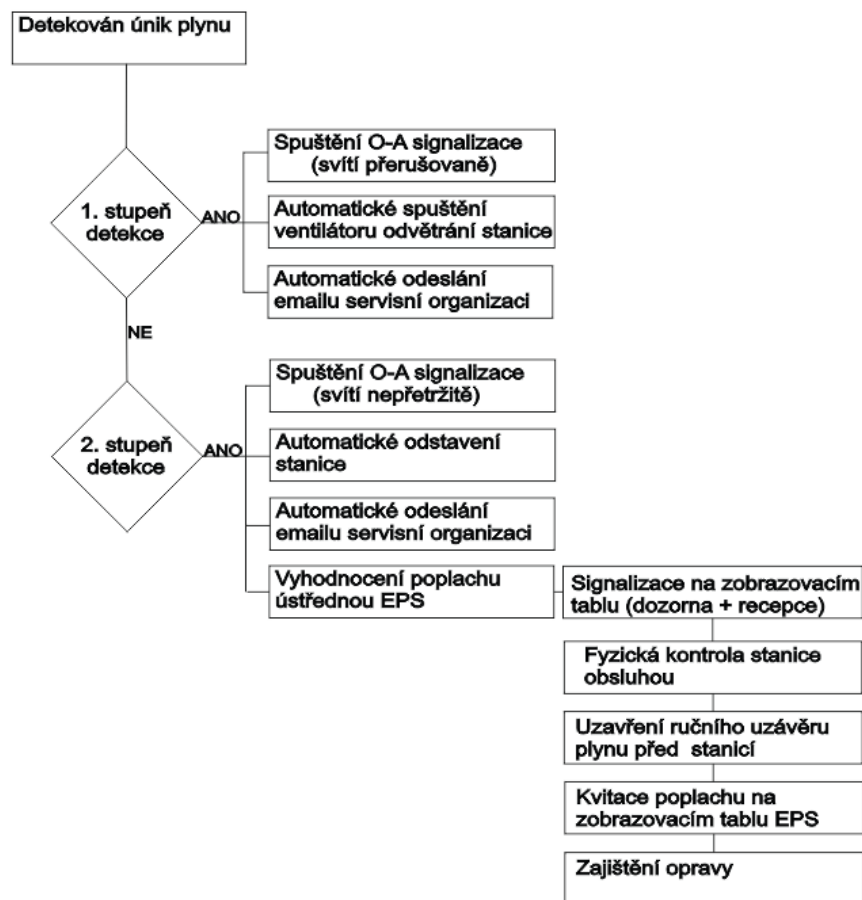 Detekován únik plynu
1. stupeň
detekce
ANO
Spuštění O-A signalizace
(svítí přerušovaně)
Automatické spuštění
ventilátoru odvětrání stanice
Automatické odeslání
emailu servisní organizaci
NE
2. stupeň
detekce
ANO
Spuštění O-A signalizace
(svítí nepřetržitě)
Automatické odstavení
stanice
Automatické odeslání
emailu servisní organizaci
Vyhodnocení poplachu
ústřednou EPS
Signalizace na zobrazovacím
tablu (dozorna + recepce)
Fyzická kontrola stanice
obsluhou
Uzavření ručního uzávěru
plynu před stanicí
Kvitace poplachu na
zobrazovacím tablu EPS
Zajištění opravy